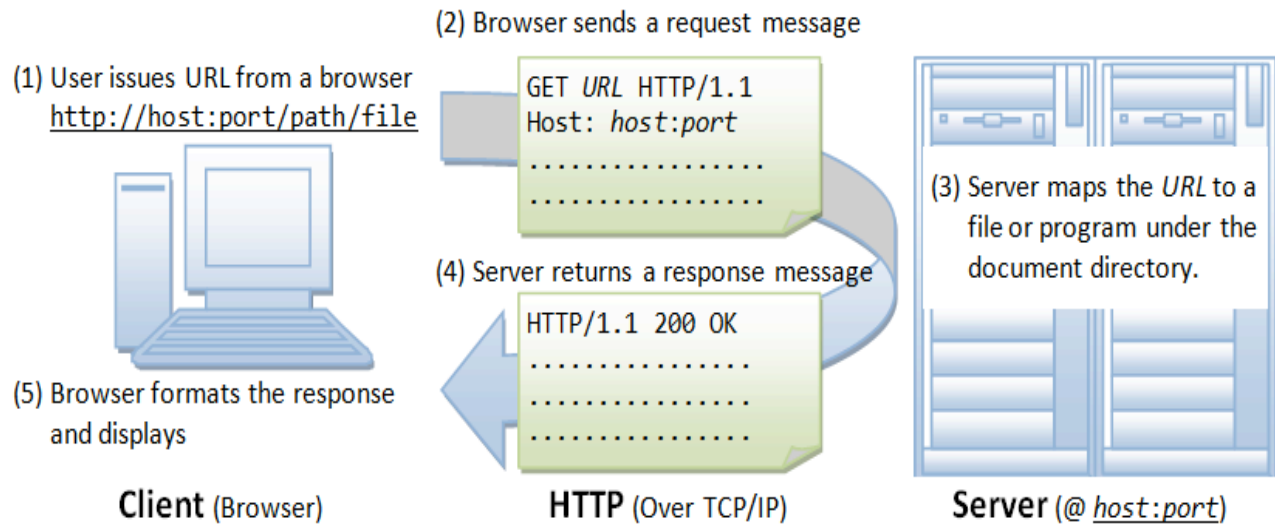 (2) Browser sends a request message
(1) User issues URL from a browser
http://host:port/path/file
GET URL HTTP/1.1
Host: host:port
.................
.................
(3) Server maps the URL to a
file or program under the
document directory.
(4) Server returns a response message
HTTP/1.1 200 OK
................
................
................
(5) Browser formats the response
and displays
Client (Browser)
HTTP (Over TCP/IP)
Server (@ host:port)